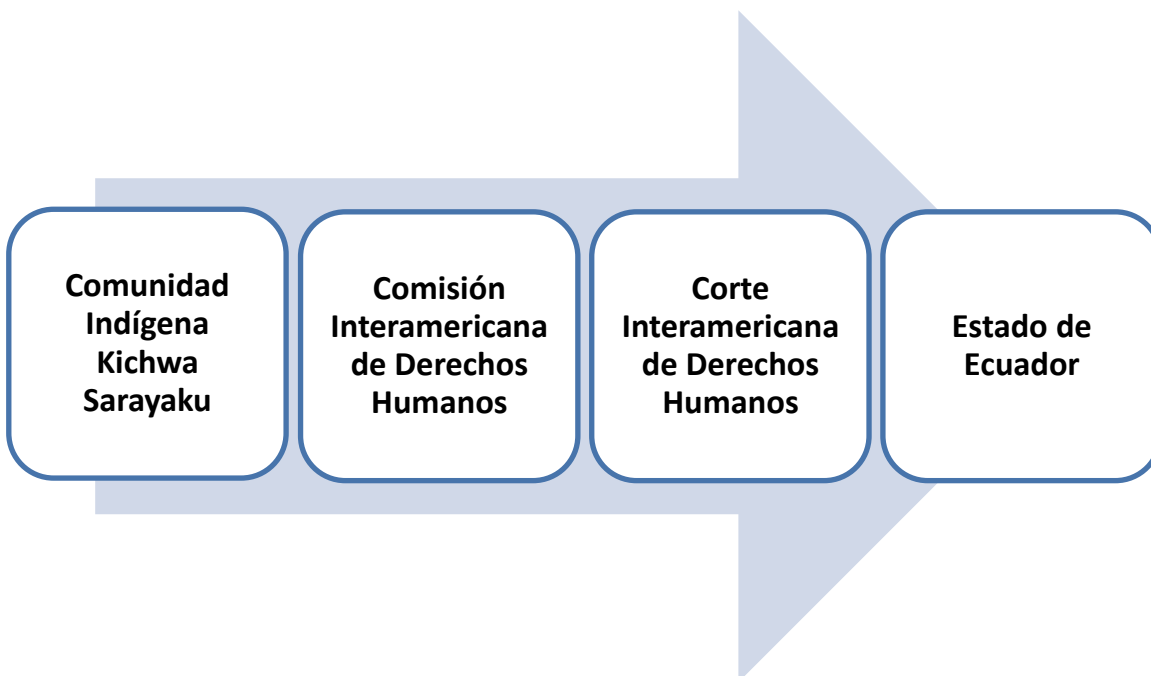 Comunidad
Indígena
Kichwa
Sarayaku
Comisión
Interamericana
de Derechos
Humanos
Corte
Interamericana
de Derechos
Humanos
Estado de
Ecuador